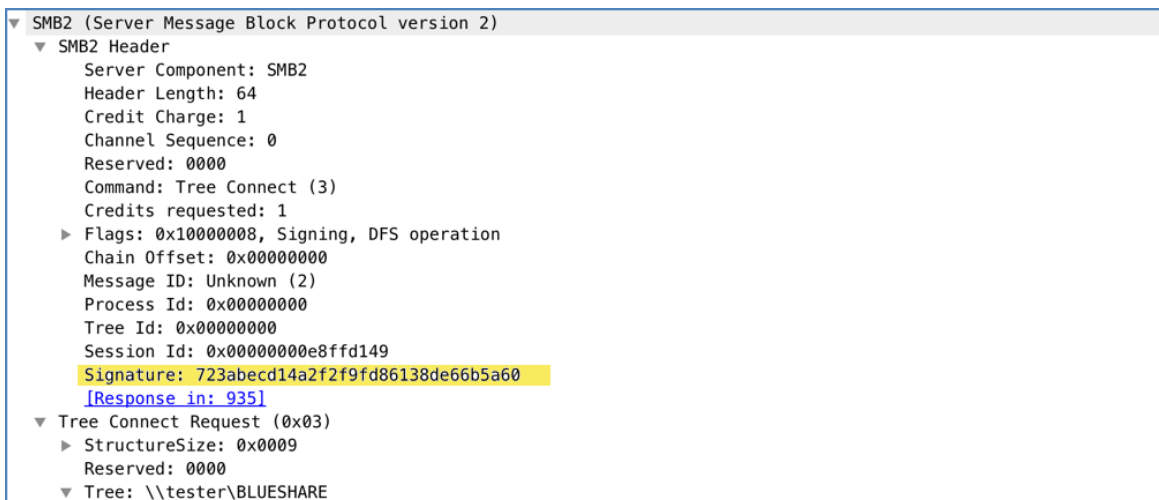 SMB2 (Server Message Block Protocol version 2)
SMB2 Header
Server Component: SMB2
Header Length: 64
Credit Charge: 1
Channel Sequence: 0
Reserved: 0000
Command: Tree Connect (3)
Credits requested: 1
Flags: 0x10000008, Signing, DFS operation
Chain Offset: 0x00000000
Message ID: Unknown (2)
Process Id: 0x00000000
Tree Id: 0x00000000
Session Id: 0x00000000e8ffd149
Signature: 723abecd14a2f2f9fd86138de66b5a60
[Response in: 935]
Tree Connect Request (0x03)
StructureSize: 0x0009
Reserved: 0000
Tree: \\tester\BLUESHARE